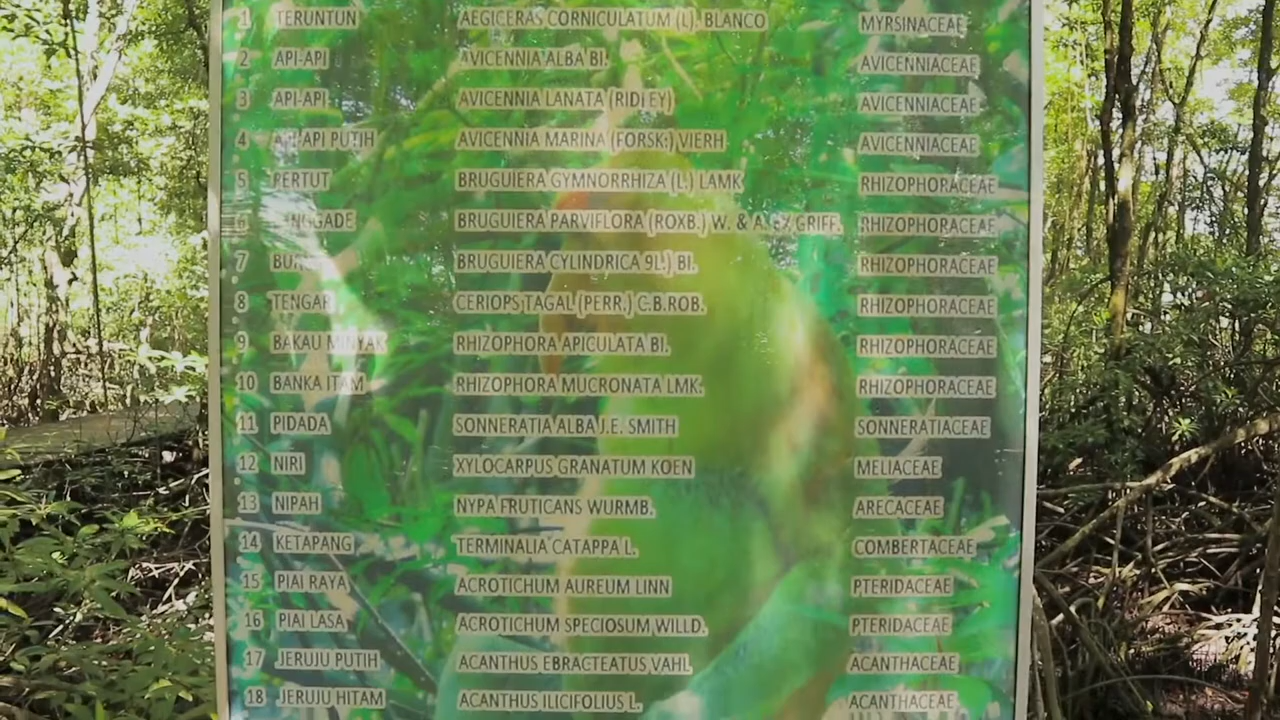 1 TERUNTUN AEGICERAS CORNICULATUM (L). BLANCO MYRSINACEAE
2 API-API AVICENNIA ALBA BI. AVICENNIACEAE
3 API-API AVICENNIA LANATA (RIDLEY) AVICENNIACEAE
4 API-API PUTIH AVICENNIA MARINA (FORSK.) VIERH AVICENNIACEAE
5 PERTUT BRUGUIERA GYMNORRHIZA (L.) LAMK RHIZOPHORACEAE
6 BRUGUIERA PARVIFLORA (ROXB.) W. & A. EX GRIFF. RHIZOPHORACEAE
7 BRUGUIERA CYLINDRICA 9L.) BI. RHIZOPHORACEAE
8 TENGAR CERIOPS TAGAL (PERR.) C.B.ROB. RHIZOPHORACEAE
9 BAKAU MINYAK RHIZOPHORA APICULATA BI. RHIZOPHORACEAE
10 BANKA ITAM RHIZOPHORA MUCRONATA LMK. RHIZOPHORACEAE
11 PIDADA SONNERATIA ALBA J.E. SMITH SONNERATIACEAE
12 NIRI XYLOCARPUS GRANATUM KOEN MELIACEAE
13 NIPAH NYPA FRUTICANS WURMB. ARECACEAE
14 KETAPANG TERMINALIA CATAPPA L. COMBERTACEAE
15 PIAI RAYA ACROTICHUM AUREUM LINN PTERIDACEAE
16 PIAI LASA ACROTICHUM SPECIOSUM WILLD. PTERIDACEAE
17 JERUJU PUTIH ACANTHUS EBRACTEATUS VAHL ACANTHACEAE
18 JERUJU HITAM ACANTHUS ILICIFOLIUS L. ACANTHACEAE